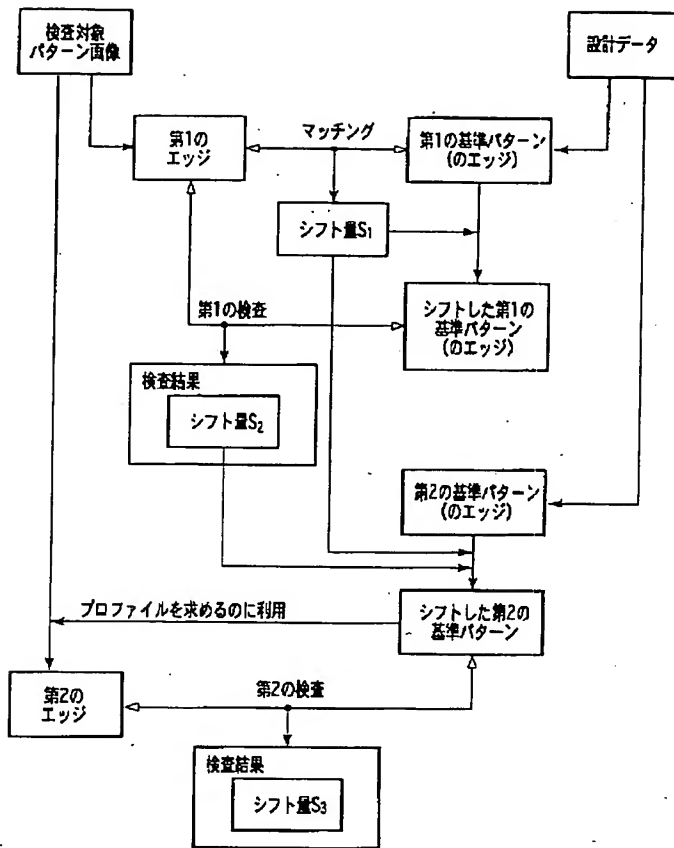 検査対象
パターン画像
設計データ
第1の
エッジ
マッチング
第1の基準パターン
(のエッジ)
シフト量S₁
第1の検査
シフトした第1の
基準パターン
(のエッジ)
検査結果
シフト量S₂
第2の基準パターン
(のエッジ)
プロファイルを求めるのに利用
シフトした第2の
基準パターン
第2の
エッジ
第2の検査
検査結果
シフト量S₃